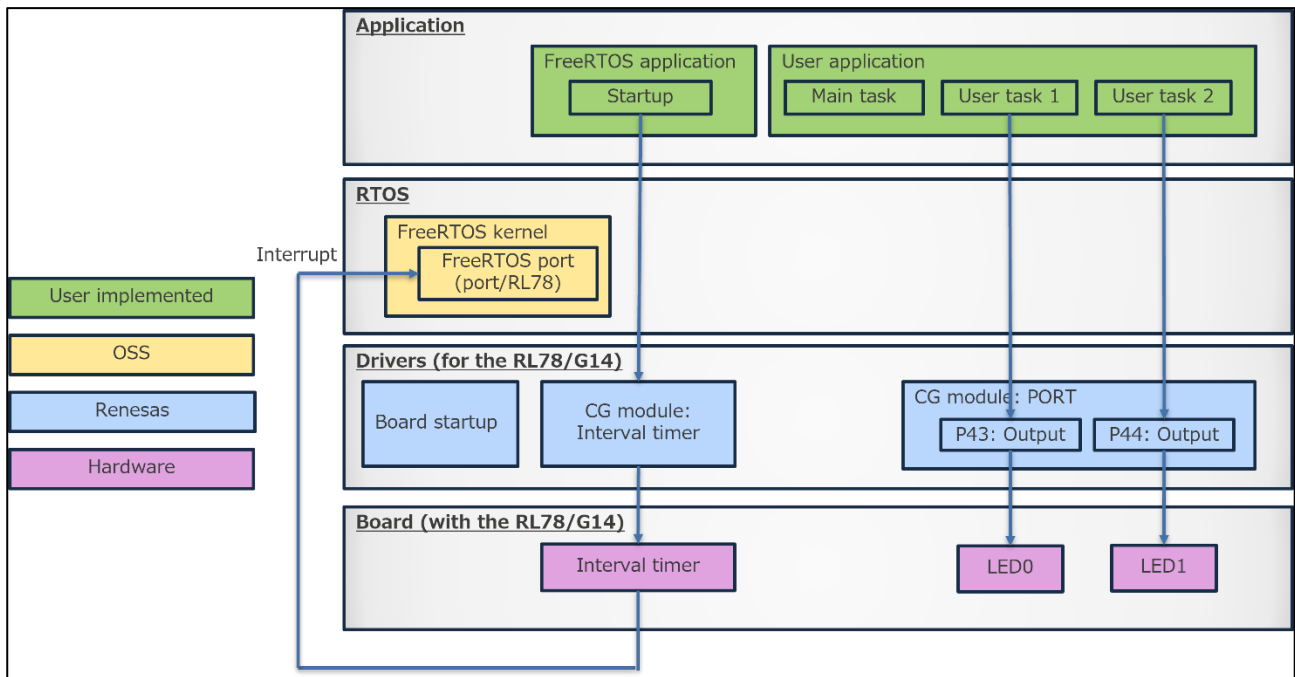 Application
FreeRTOS application
User application
Startup
Main task
User task 1
User task 2
RTOS
FreeRTOS kernel
Interrupt
FreeRTOS port
(port/RL78)
User implemented
OSS
Renesas
Hardware
Drivers (for the RL78/G14)
Board startup
CG module:
Interval timer
CG module: PORT
P43: Output
P44: Output
Board (with the RL78/G14)
Interval timer
LED0
LED1